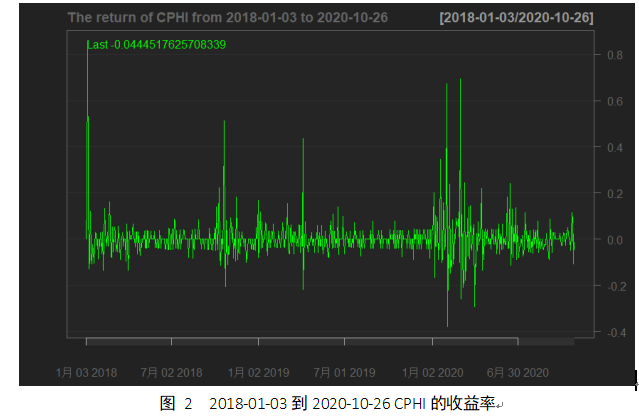 The return of CPHI from 2018-01-03 to 2020-10-26 [2018-01-03/2020-10-26]
Last -0.0444517625708339
0.8
0.6
0.4
0.2
0.0
-0.2
-0.4
1月 03 2018 7月 02 2018 1月 02 2019 7月 01 2019 1月 02 2020 6月 30 2020
图 2 2018-01-03 到 2020-10-26 CPHI 的收益率